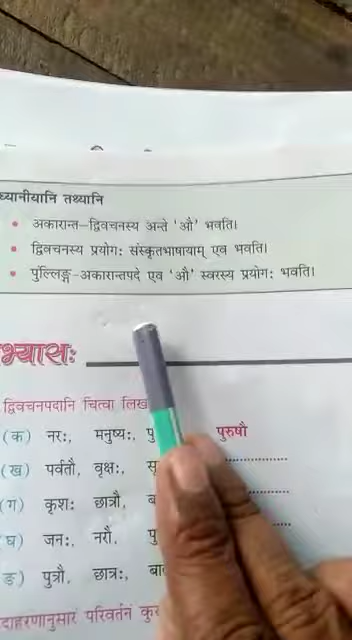 ध्यानीयानि तथ्यानि
• अकारान्त-द्विवचनस्य अन्ते 'औ' भवति।
• द्विवचनस्य प्रयोगः संस्कृतभाषायाम् एव भवति।
• पुल्लिङ्ग-अकारान्तपदे एव 'औ' स्वरस्य प्रयोगः भवति।
भ्यासः
द्विवचनपदानि चित्वा लिख
(क) नरः, मनुष्यः, पु पुरुषौ
(ख) पर्वतौ, वृक्षः,
(ग) कृशः छात्रौ,
(घ) जनः, नरौ, पु
ङ) पुत्रौ, छात्रः, बा
दाहरणानुसारं परिवर्तनं कुरु